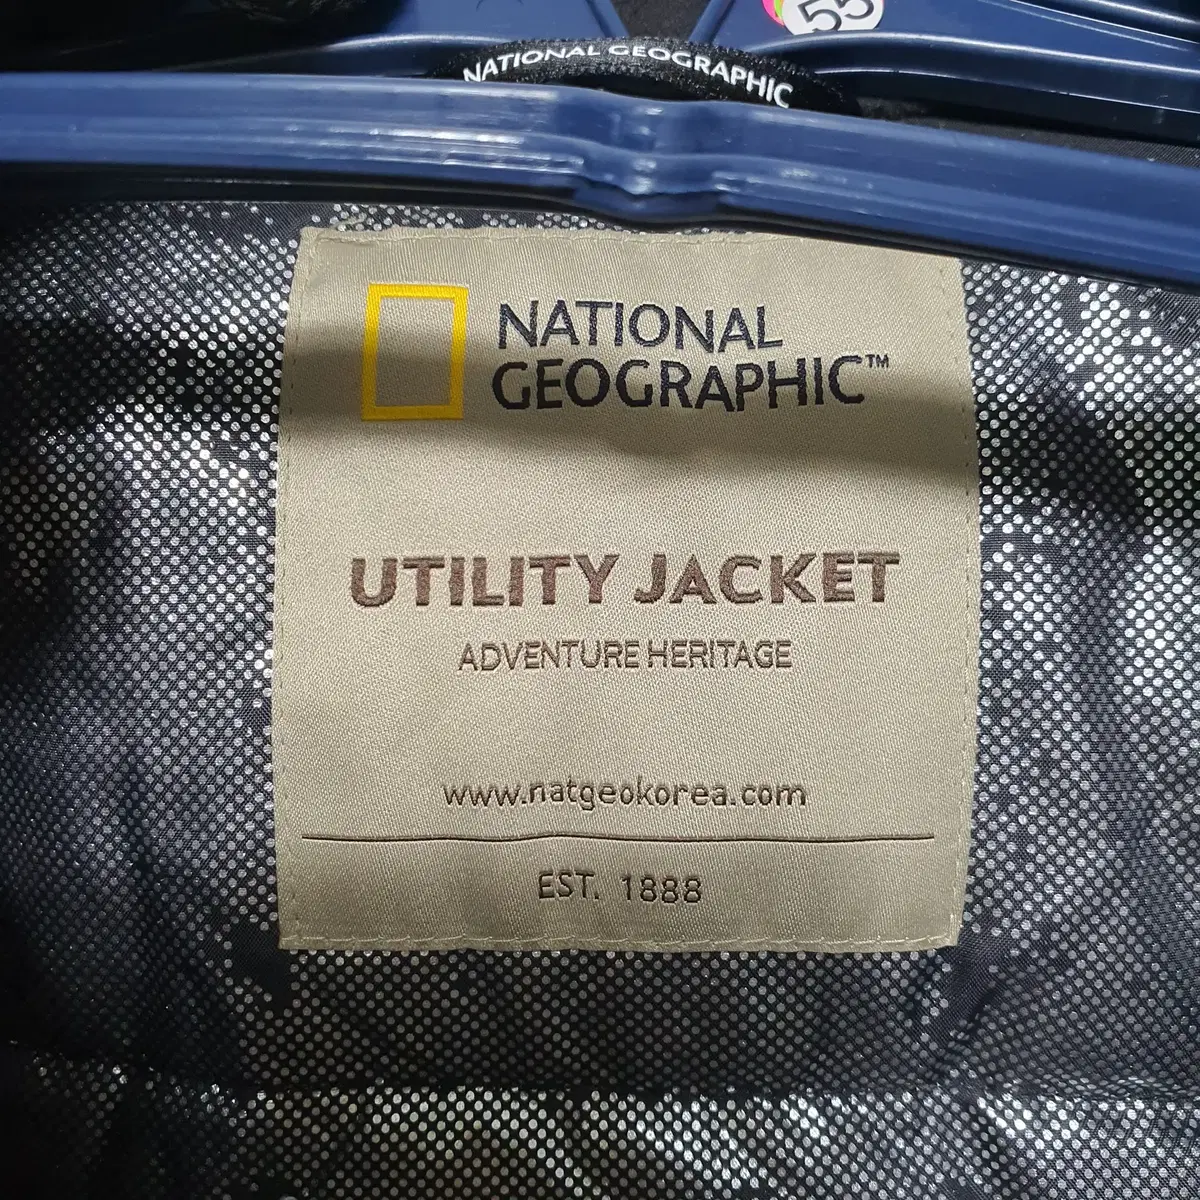 55
NATIONAL GEOGRAPHIC
NATIONAL
GEOGRAPHIC™
UTILITY JACKET
ADVENTURE HERITAGE
www.natgeokorea.com
EST. 1888